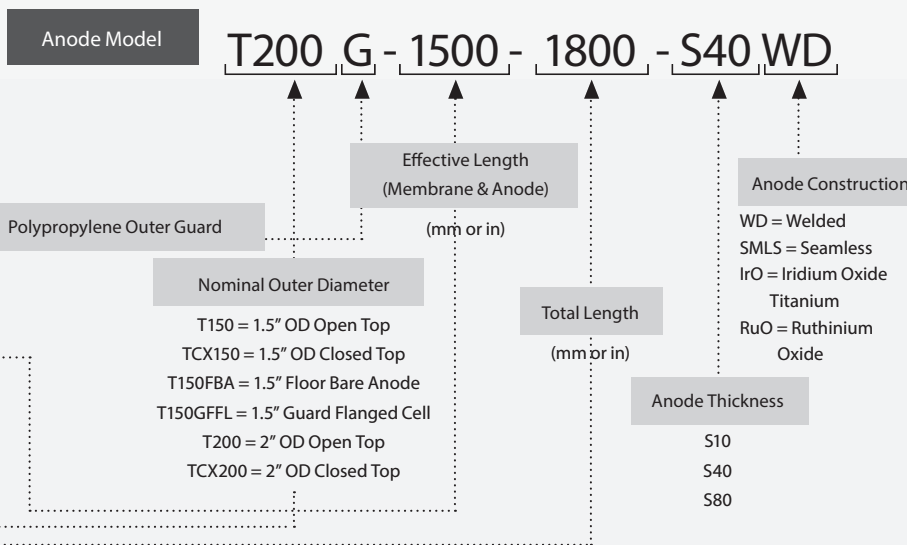 Anode Model
T200 G - 1500 - 1800 - S40 WD
Effective Length
(Membrane & Anode)
(mm or in)
Anode Construction
WD = Welded
SMLS = Seamless
IrO = Iridium Oxide
Titanium
RuO = Ruthinium
Oxide
Polypropylene Outer Guard
Nominal Outer Diameter
T150 = 1.5” OD Open Top
TCX150 = 1.5” OD Closed Top
T150FBA = 1.5” Floor Bare Anode
T150GFFL = 1.5” Guard Flanged Cell
T200 = 2” OD Open Top
TCX200 = 2” OD Closed Top
Total Length
(mm or in)
Anode Thickness
S10
S40
S80